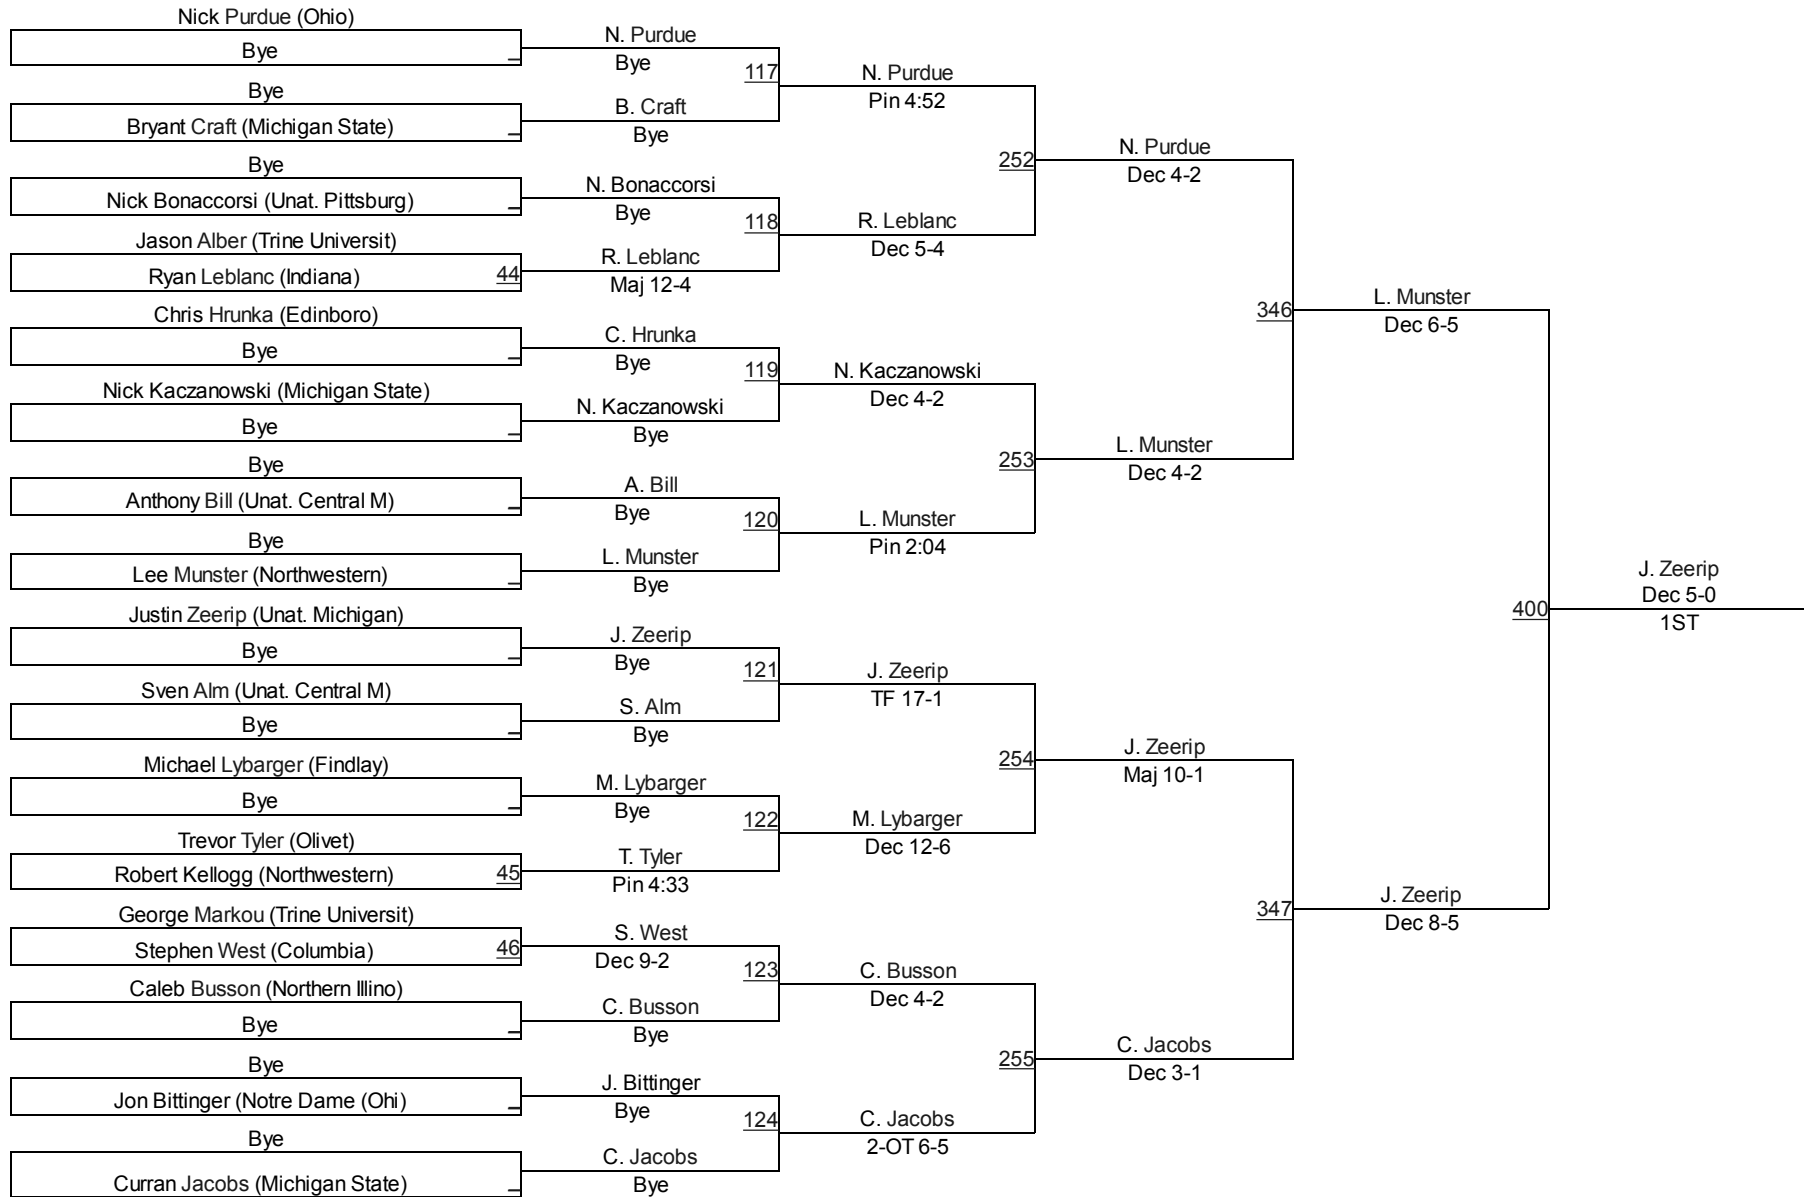 Nick Purdue (Ohio)
Bye
Bye
Bryant Craft (Michigan State)
Bye
Nick Bonaccorsi (Unat. Pittsburg)
Jason Alber (Trine Universit)
Ryan Leblanc (Indiana) 44
Chris Hrunka (Edinboro)
Bye
Nick Kaczanowski (Michigan State)
Bye
Bye
Anthony Bill (Unat. Central M)
Bye
Lee Munster (Northwestern)
Justin Zeerip (Unat. Michigan)
Bye
Sven Alm (Unat. Central M)
Bye
Michael Lybarger (Findlay)
Bye
Trevor Tyler (Olivet)
Robert Kellogg (Northwestern) 45
George Markou (Trine Universit)
Stephen West (Columbia) 46
Caleb Busson (Northern Illino)
Bye
Bye
Jon Bittinger (Notre Dame (Ohi)
Bye
Curran Jacobs (Michigan State)
N. Purdue
Bye
117
B. Craft
Bye
N. Bonaccorsi
Bye
118
R. Leblanc
Maj 12-4
C. Hrunka
Bye
119
N. Kaczanowski
Bye
A. Bill
Bye
120
L. Munster
Bye
J. Zeerip
Bye
121
S. Alm
Bye
M. Lybarger
Bye
122
T. Tyler
Pin 4:33
S. West
Dec 9-2
123
C. Busson
Bye
J. Bittinger
Bye
124
C. Jacobs
Bye
N. Purdue
Pin 4:52
252
R. Leblanc
Dec 5-4
N. Kaczanowski
Dec 4-2
253
L. Munster
Pin 2:04
J. Zeerip
TF 17-1
254
M. Lybarger
Dec 12-6
C. Busson
Dec 4-2
255
C. Jacobs
2-OT 6-5
N. Purdue
Dec 4-2
346
L. Munster
Dec 4-2
J. Zeerip
Maj 10-1
347
C. Jacobs
Dec 3-1
L. Munster
Dec 6-5
400
J. Zeerip
Dec 8-5
J. Zeerip
Dec 5-0
1ST